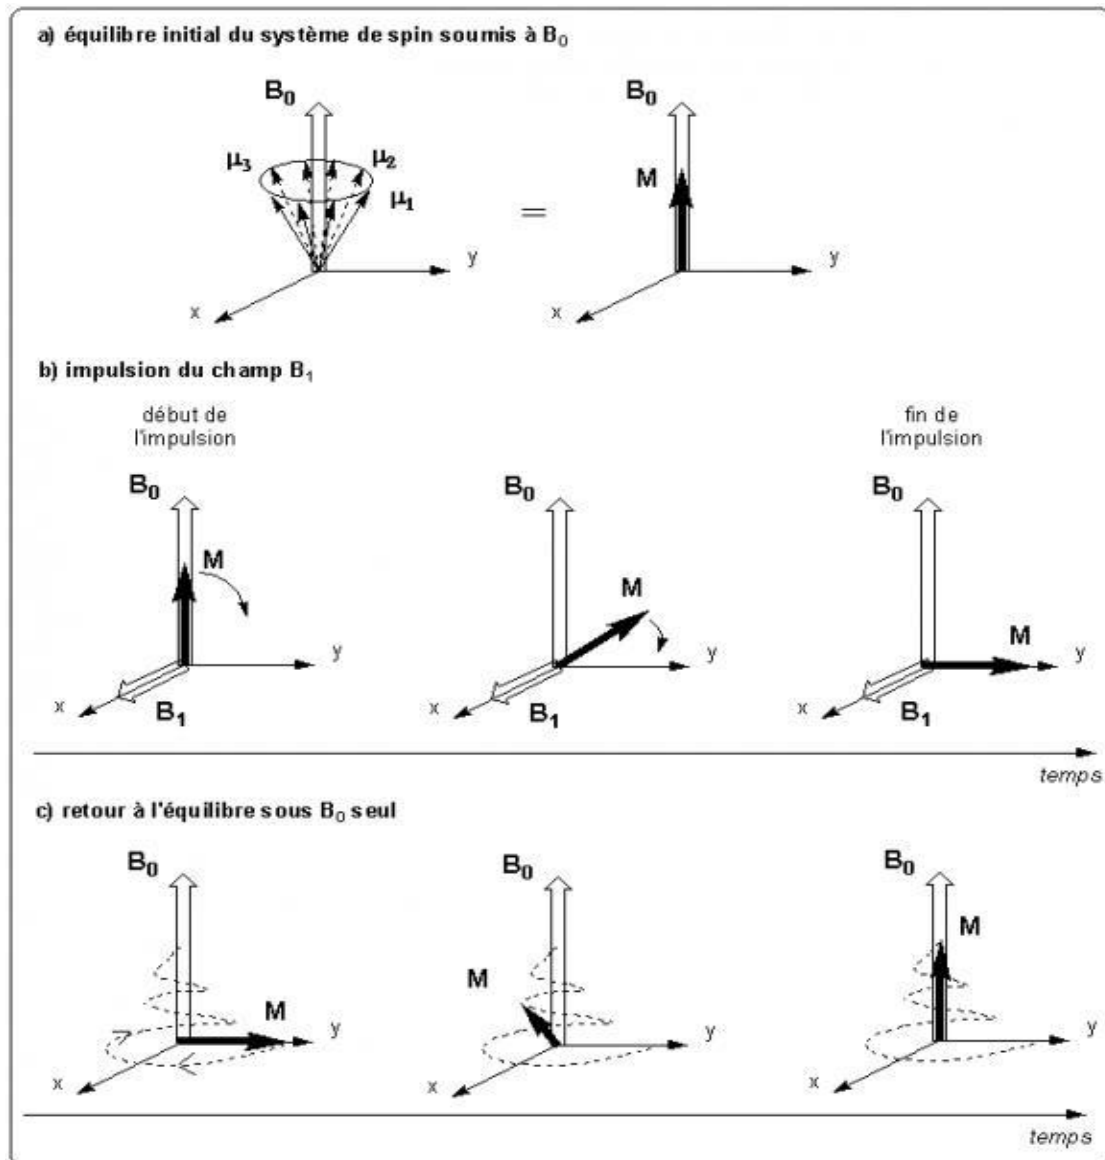 a) équilibre initial du système de spin soumis à B₀
B₀ B₀
μ₃ μ₂ M
μ₁ =
y y
x x
b) impulsion du champ B₁
début de fin de
l'impulsion l'impulsion
B₀ B₀ B₀
M M M
y y y
x B₁ x B₁ x B₁
temps
c) retour à l'équilibre sous B₀ seul
B₀ B₀ B₀
M M M
y y y
x x x
temps